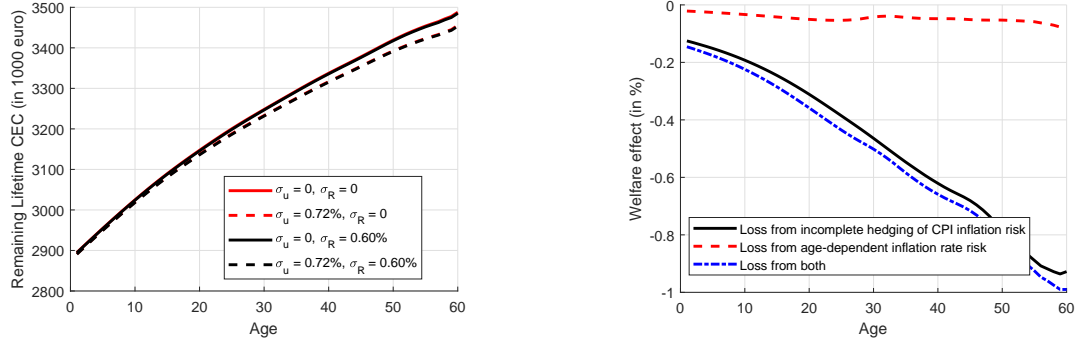 3500
3400
3300
3200
3100
3000
2900
2800
Remaining Lifetime CEC (in 1000 euro)
0 10 20 30 40 50 60
Age
σu = 0, σR = 0
σu = 0.72%, σR = 0
σu = 0, σR = 0.60%
σu = 0.72%, σR = 0.60%
0
-0.2
-0.4
-0.6
-0.8
-1
Welfare effect (in %)
0 10 20 30 40 50 60
Age
Loss from incomplete hedging of CPI inflation risk
Loss from age-dependent inflation rate risk
Loss from both